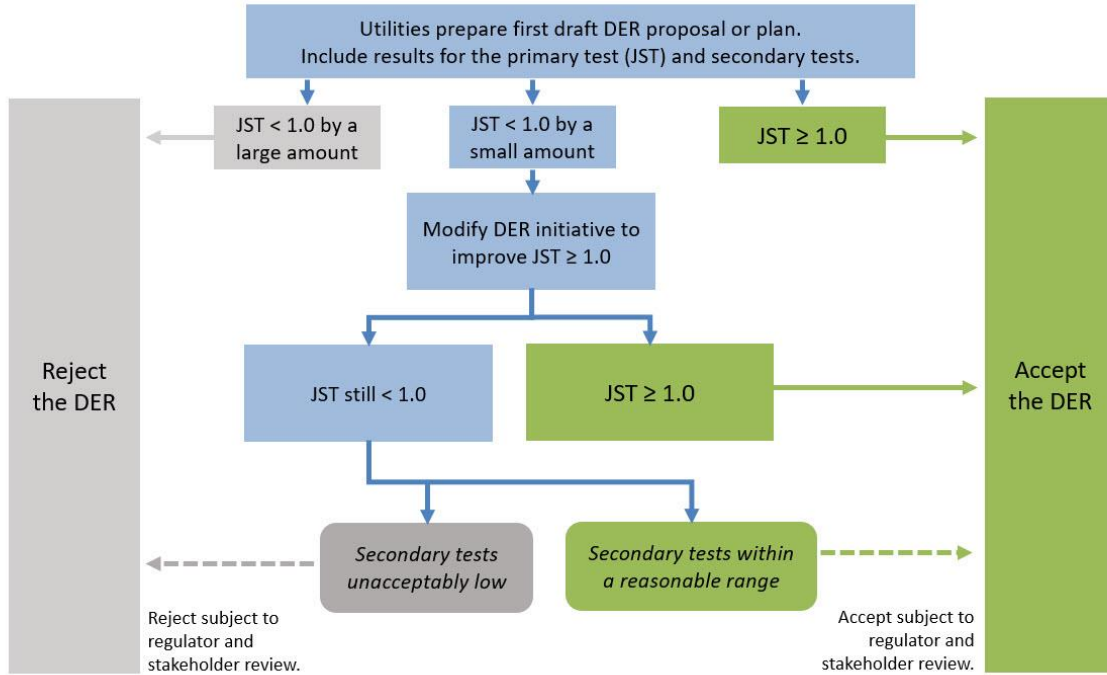 Utilities prepare first draft DER proposal or plan.
Include results for the primary test (JST) and secondary tests.
JST < 1.0 by a
large amount
JST < 1.0 by a
small amount
JST ≥ 1.0
Modify DER initiative to
improve JST ≥ 1.0
Reject
the DER
JST still < 1.0
JST ≥ 1.0
Accept
the DER
Secondary tests
unacceptably low
Secondary tests within
a reasonable range
Reject subject to
regulator and
stakeholder review.
Accept subject to
regulator and
stakeholder review.